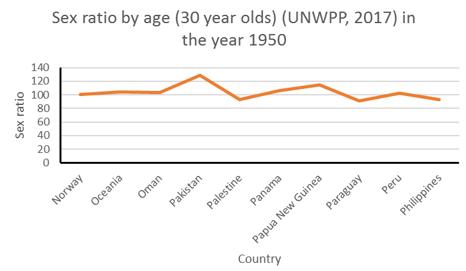 Sex ratio by age (30 year olds) (UNWPP, 2017) in
the year 1950
140
120
100
80
60
40
20
0
Sex ratio
Norway
Oceania
Oman
Pakistan
Palestine
Panama
Papua New Guinea
Paraguay
Peru
Philippines
Country